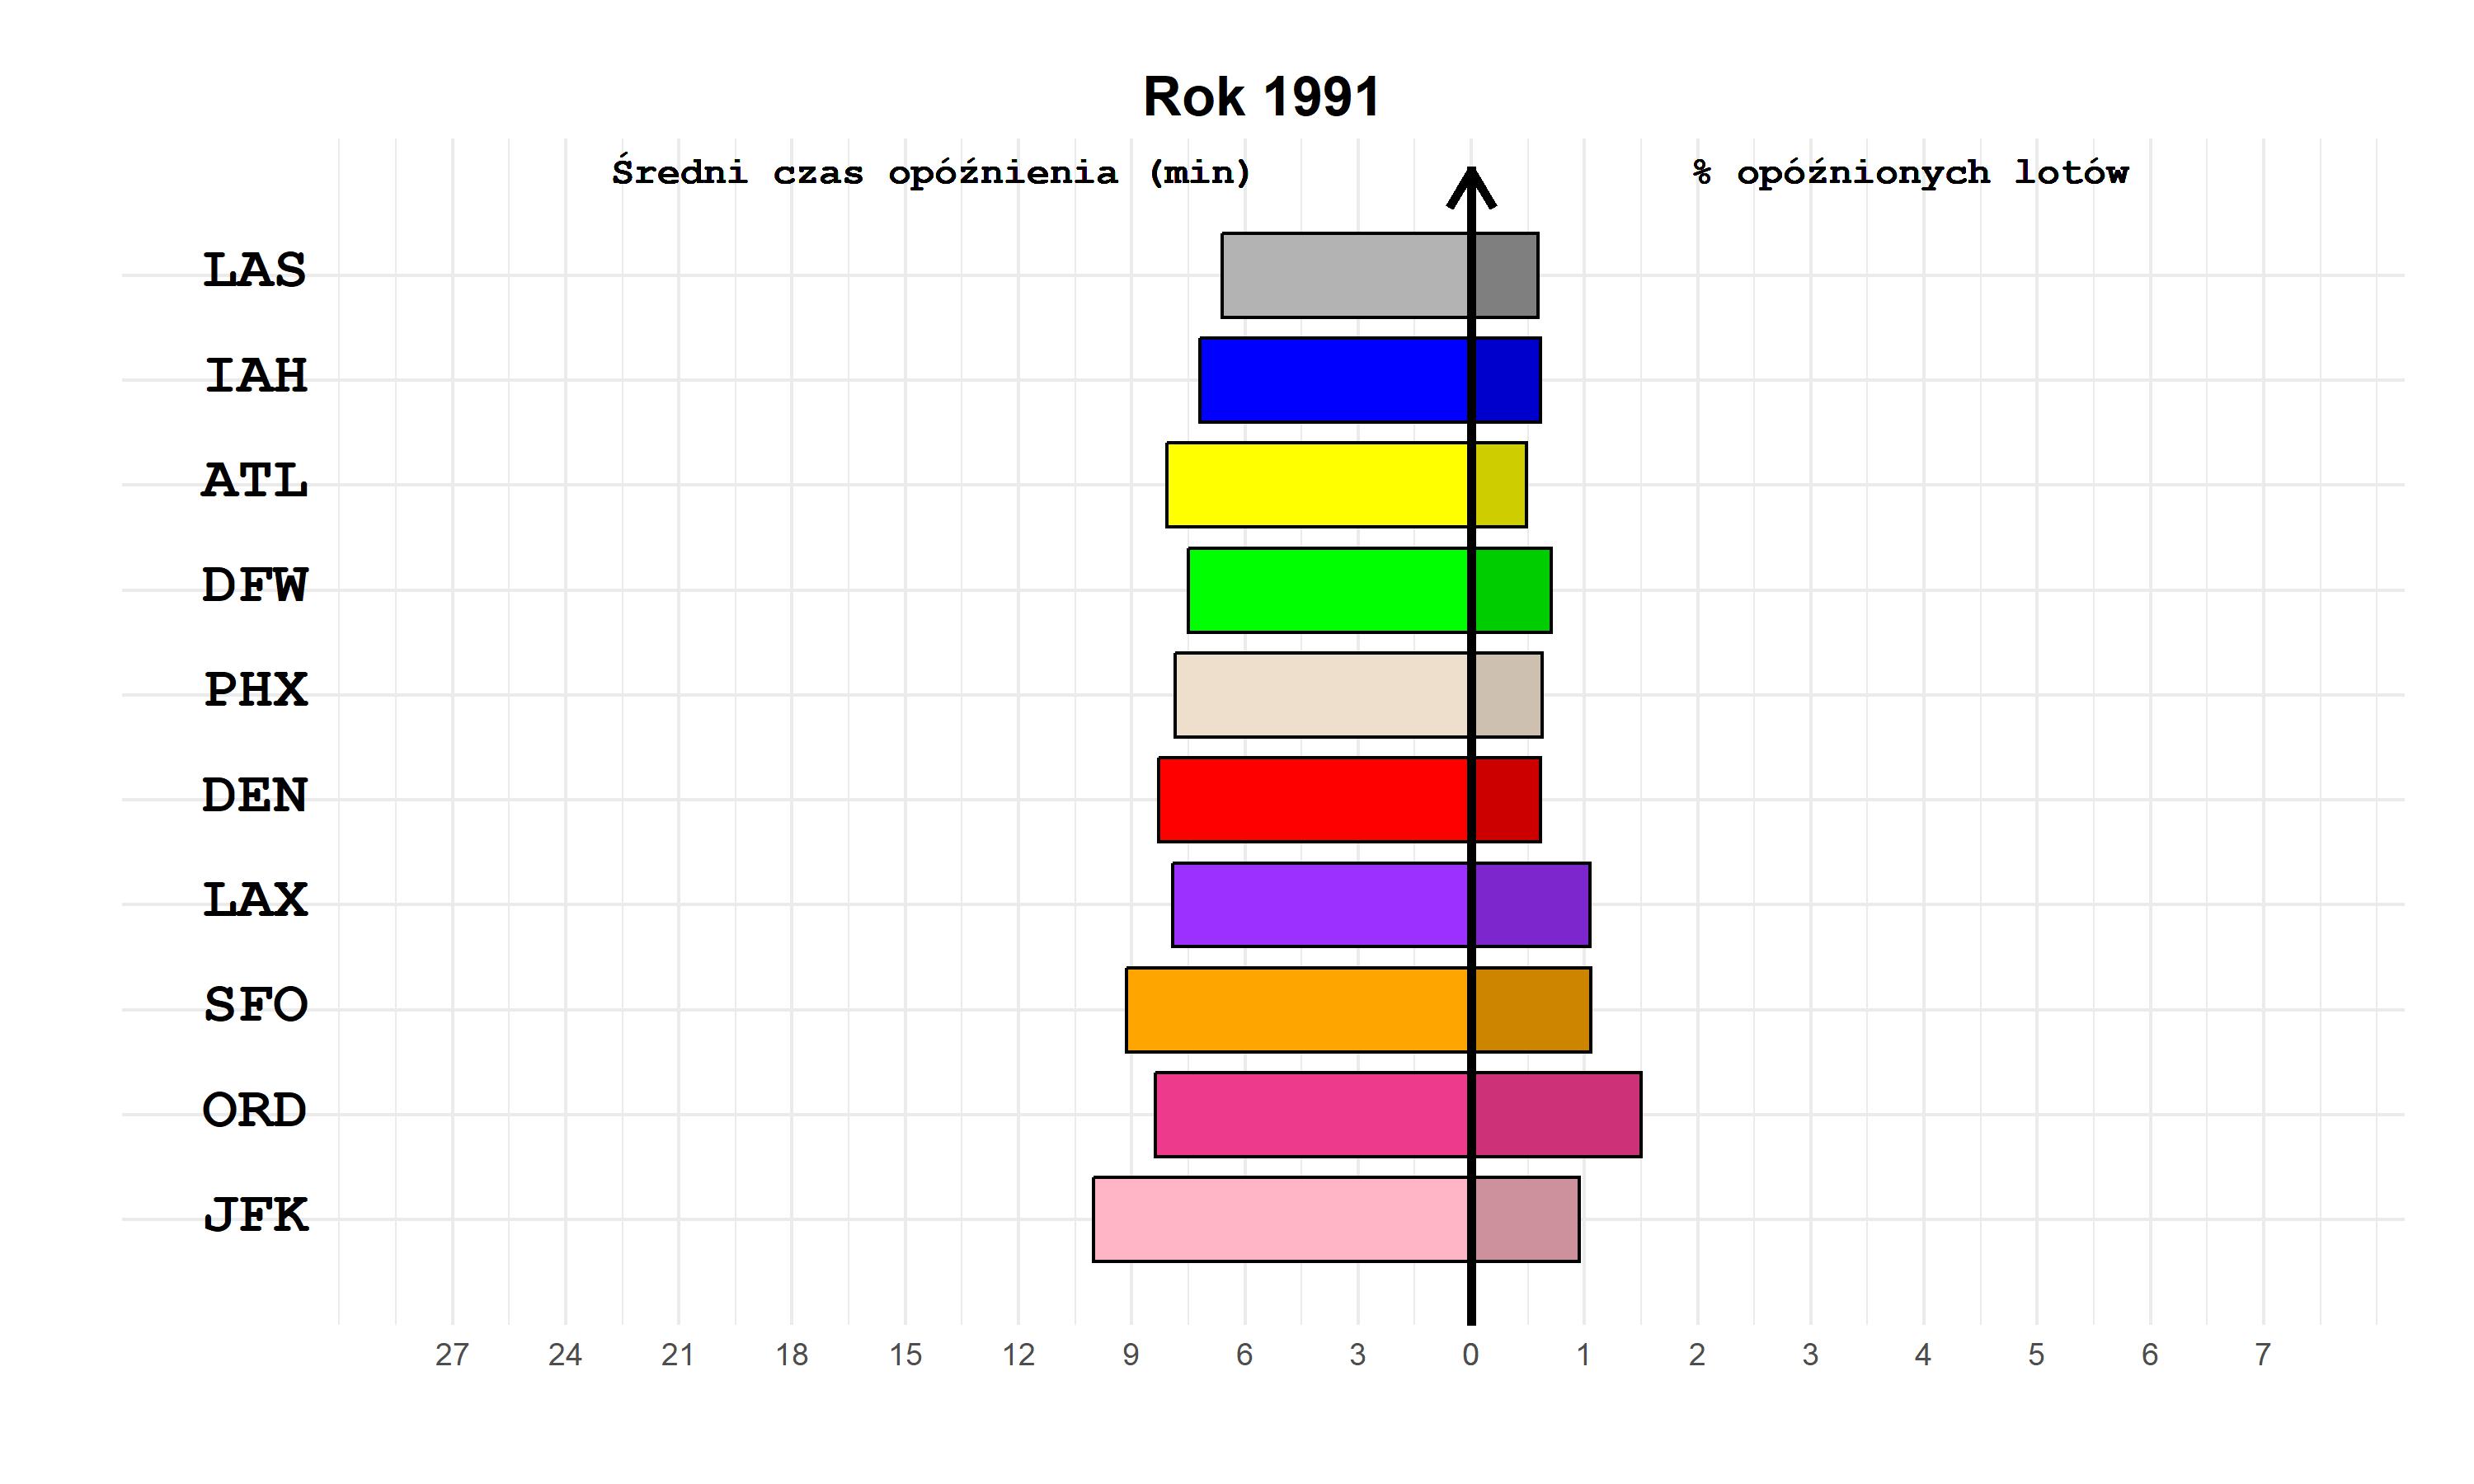 Rok 1991
Średni czas opóźnienia (min) % opóźnionych lotów
LAS
IAH
ATL
DFW
PHX
DEN
LAX
SFO
ORD
JFK
27 24 21 18 15 12 9 6 3 0 1 2 3 4 5 6 7